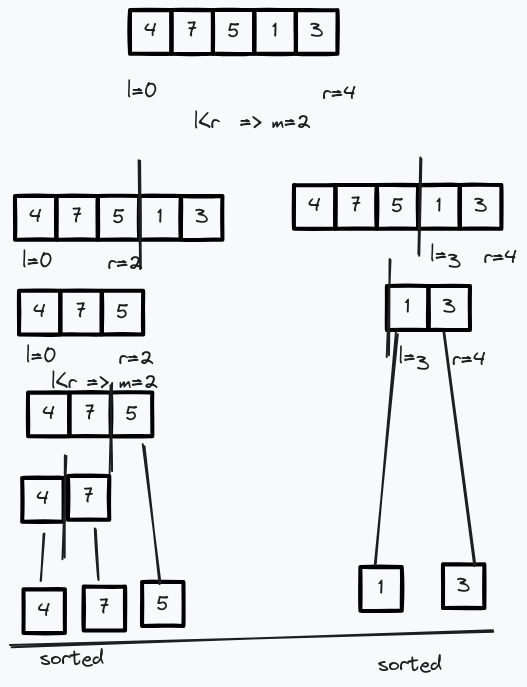 4 7 5 1 3
l=0 r=4
l<r => m=2
4 7 5 1 3
l=0 r=2
4 7 5 1 3
l=3 r=4
4 7 5
l=0 r=2
l<r => m=2
1 3
l=3 r=4
4 7 5
4 7
4 7 5
1 3
sorted
sorted